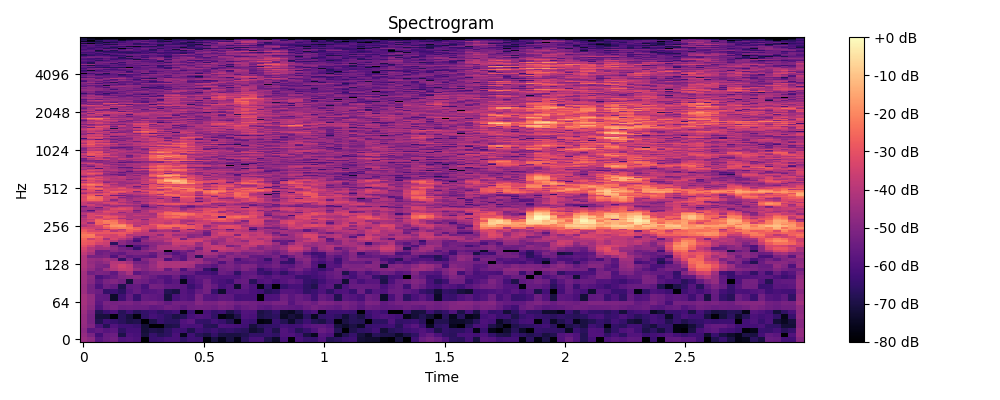 Spectrogram
Hz
4096
2048
1024
512
256
128
64
0
0
0.5
1
1.5
2
2.5
Time
+0 dB
-10 dB
-20 dB
-30 dB
-40 dB
-50 dB
-60 dB
-70 dB
-80 dB